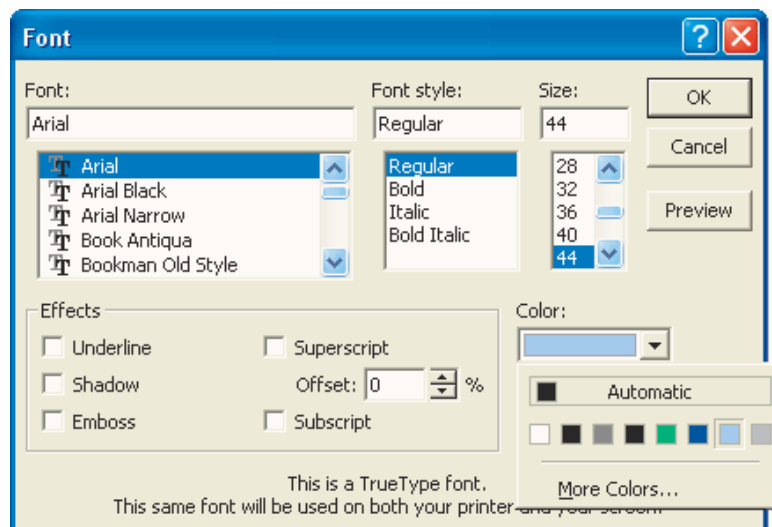 Font
Font:
Font style:
Size:
OK
Arial
Regular
44
Cancel
Arial
Arial Black
Arial Narrow
Book Antiqua
Bookman Old Style
Regular
Bold
Italic
Bold Italic
28
32
36
40
44
Preview
Effects
Underline
Superscript
Shadow
Offset: 0 %
Emboss
Subscript
Color:
Automatic
More Colors...
This is a TrueType font.
This same font will be used on both your printer and your screen.